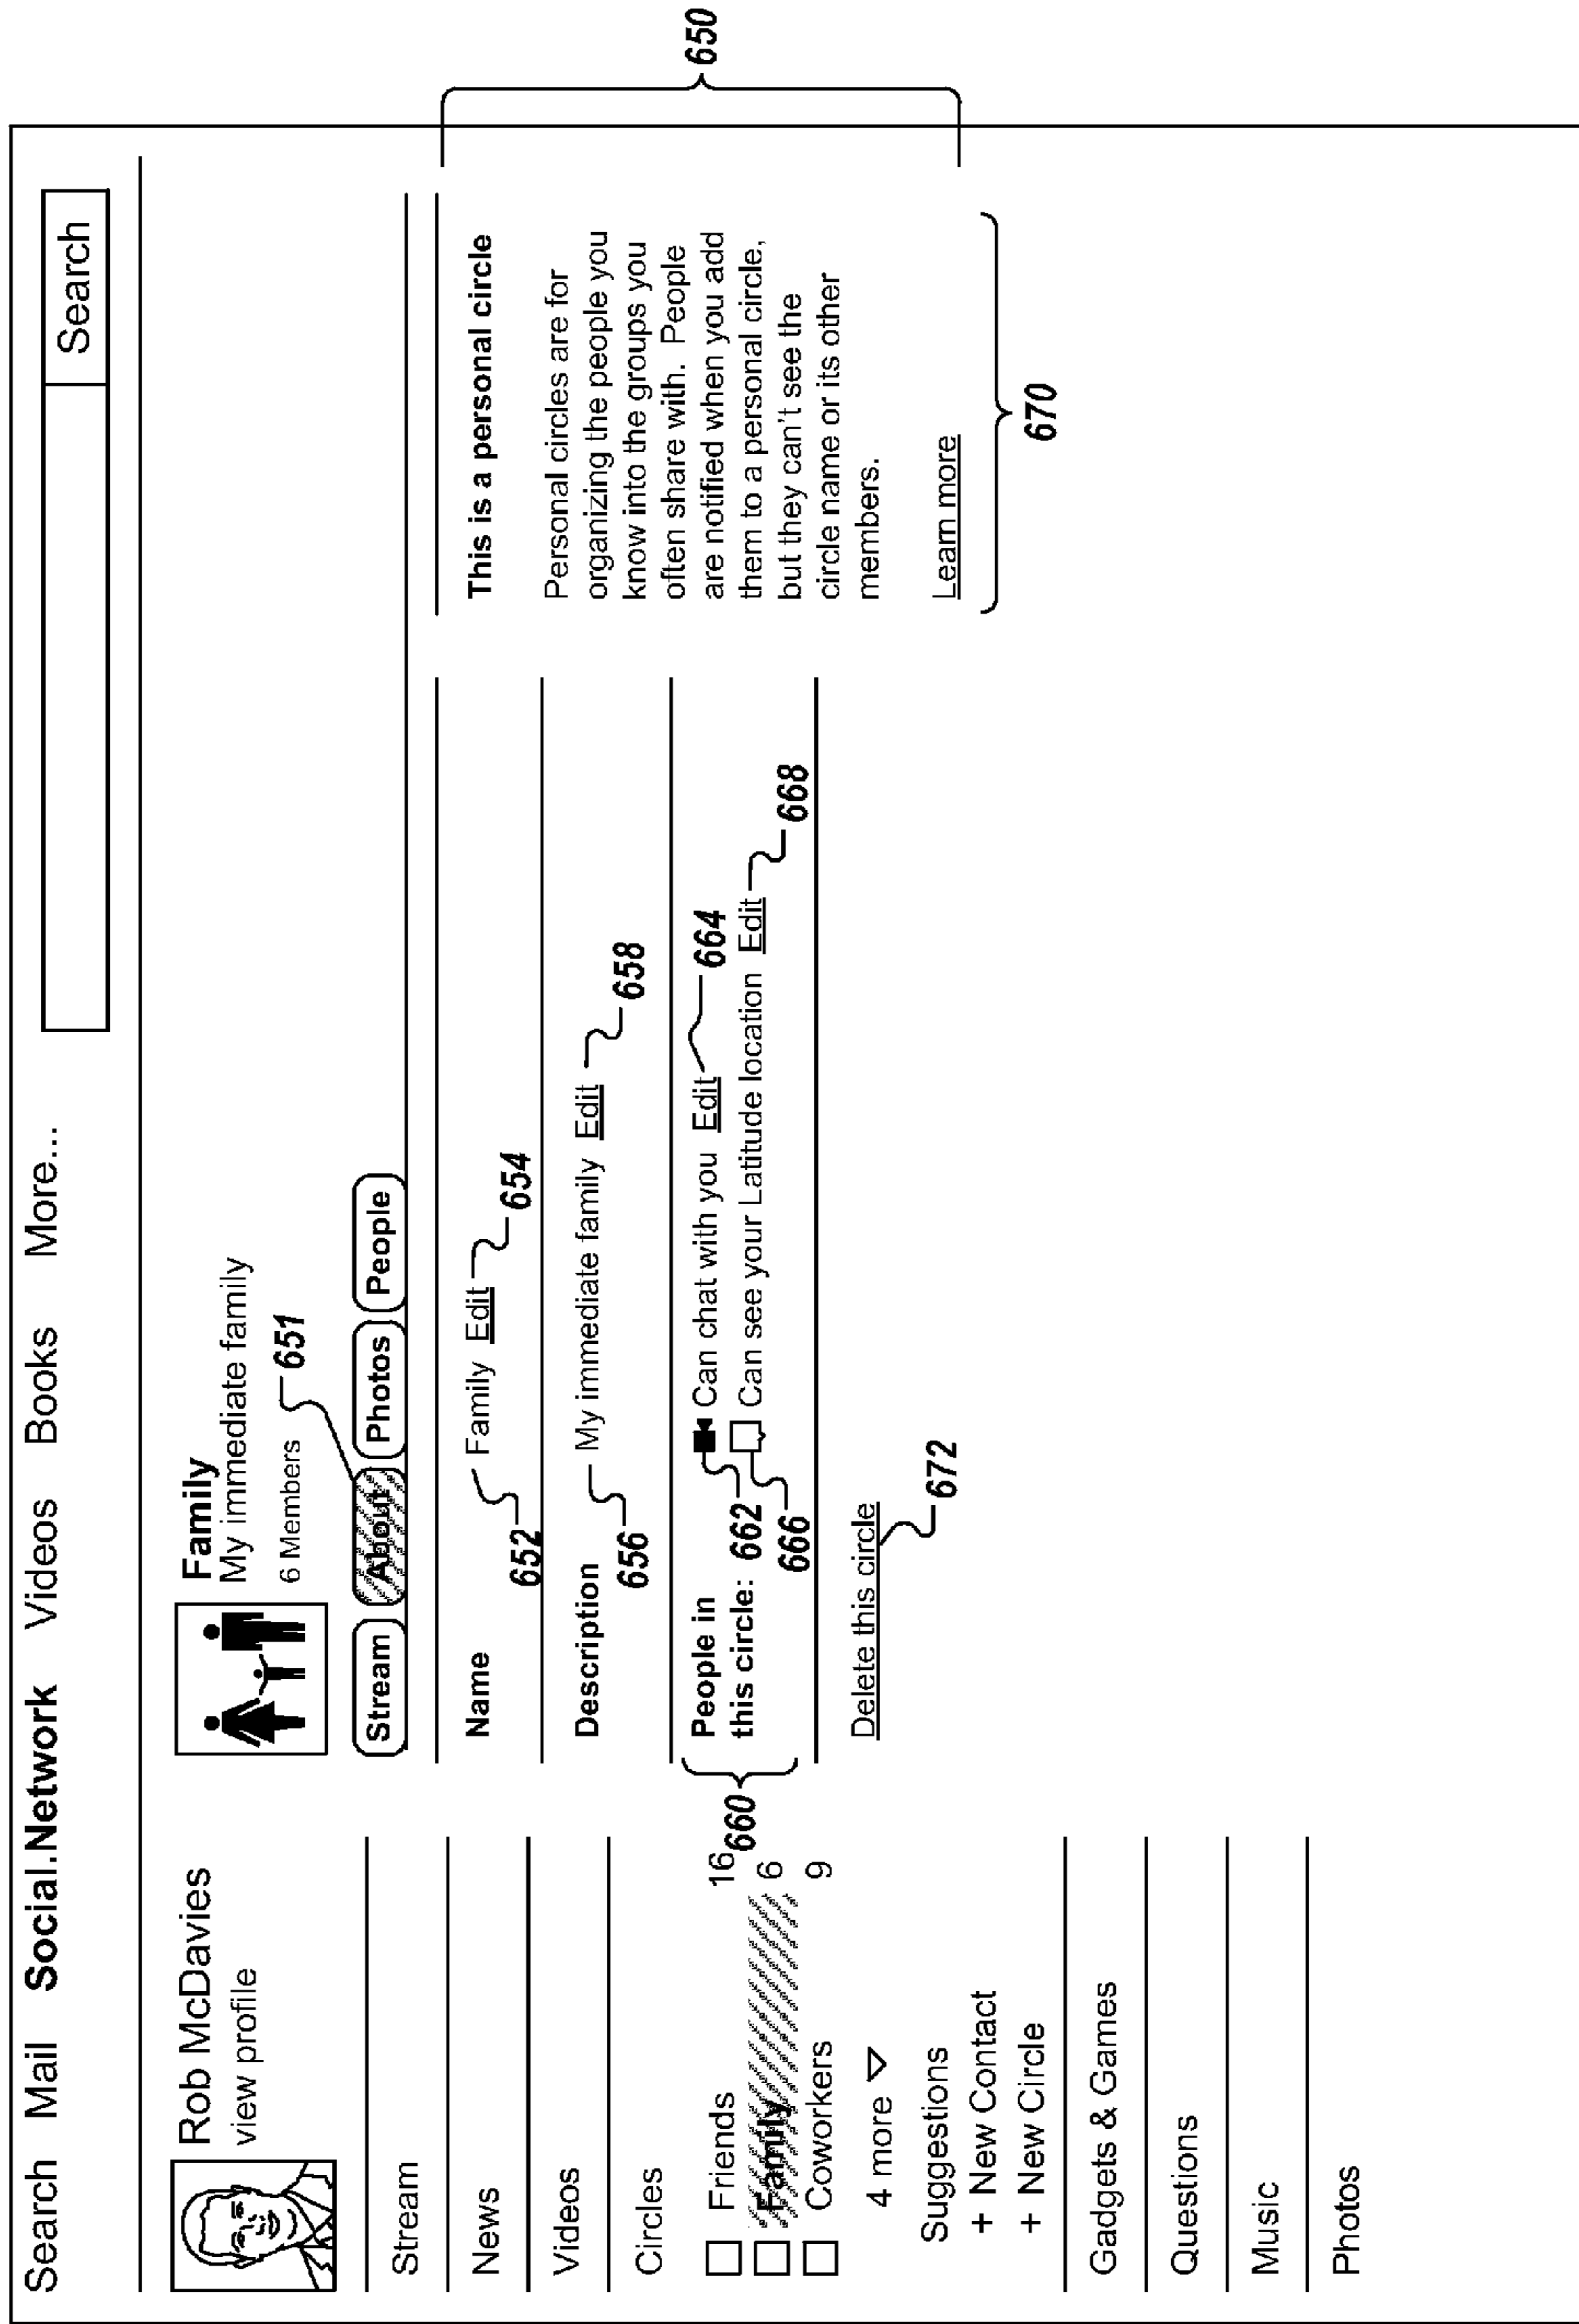 Search Mail Social.Network Videos Books More... Search
Rob McDavies
view profile
Stream
News
Videos
Circles
Friends 16
Family 6
Coworkers 9
4 more
Suggestions
+ New Contact
+ New Circle
Gadgets & Games
Questions
Music
Photos
Family
My immediate family
6 Members
651
Stream About Photos People
Name Family Edit 654
652
Description My immediate family Edit 658
656
660
People in Can chat with you Edit 664
this circle: 662 Can see your Latitude location Edit 668
666
Delete this circle
672
This is a personal circle
Personal circles are for
organizing the people you
know into the groups you
often share with. People
are notified when you add
them to a personal circle,
but they can't see the
circle name or its other
members.
Learn more
670
650